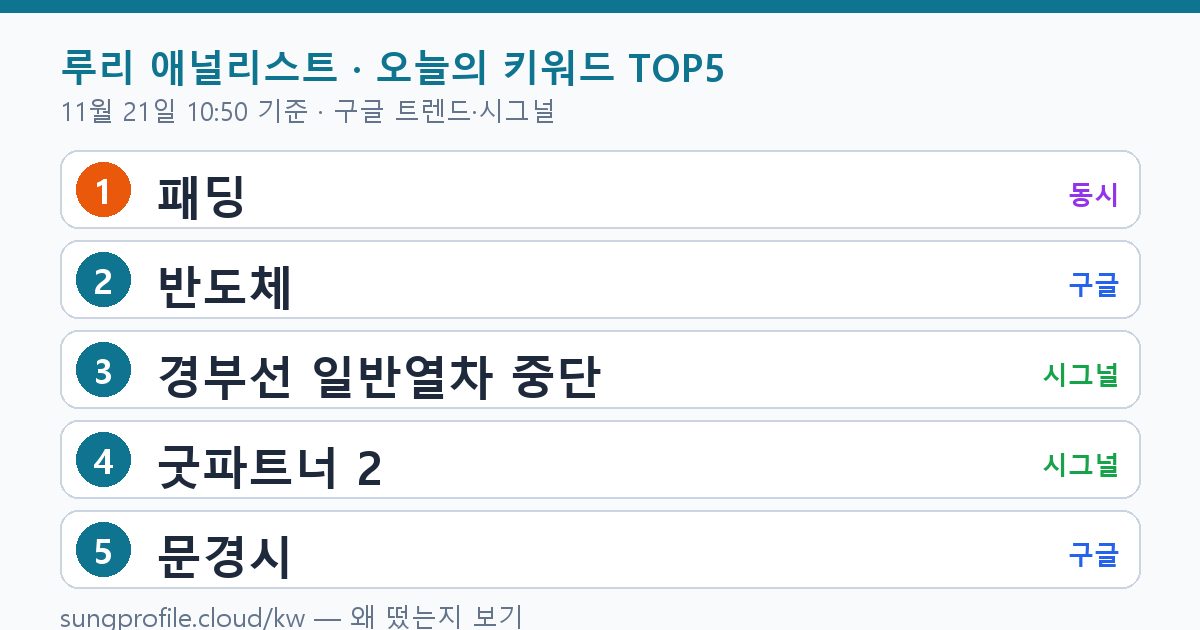 루리 애널리스트 · 오늘의 키워드 TOP5
11월 21일 10:50 기준 · 구글 트렌드·시그널
1 패딩 동시
2 반도체 구글
3 경부선 일반열차 중단 시그널
4 굿파트너 2 시그널
5 문경시 구글
sungprofile.cloud/kw — 왜 떴는지 보기